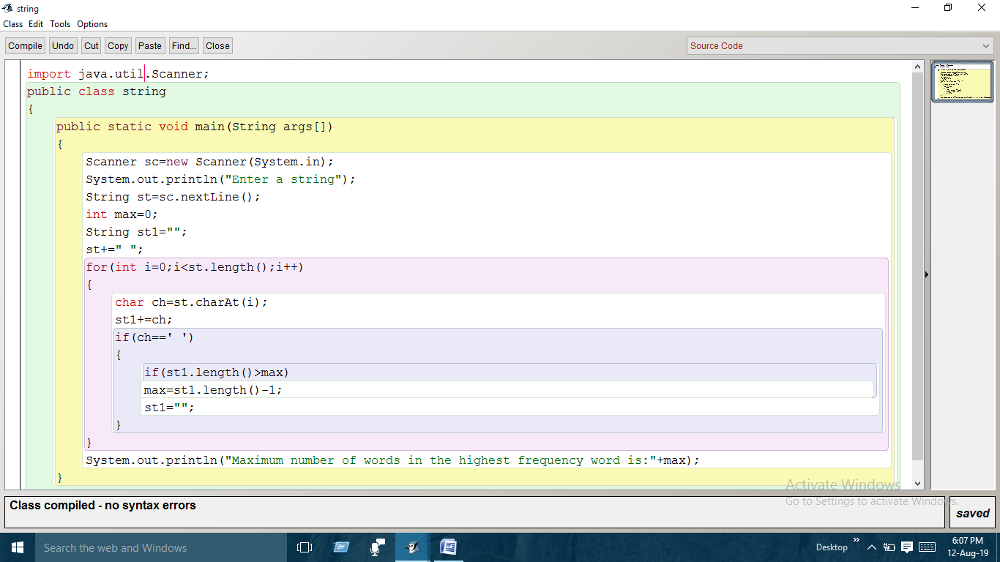 string
Class Edit Tools Options
Compile Undo Cut Copy Paste Find... Close Source Code
import java.util.Scanner;
public class string
{
public static void main(String args[])
{
Scanner sc=new Scanner(System.in);
System.out.println("Enter a string");
String st=sc.nextLine();
int max=0;
String st1="";
st+=" ";
for(int i=0;i<st.length();i++)
{
char ch=st.charAt(i);
st1+=ch;
if(ch==' ')
{
if(st1.length()>max)
max=st1.length()-1;
st1="";
}
}
System.out.println("Maximum number of words in the highest frequency word is:"+max);
}
Activate Windows
Go to Settings to activate Windows.
Class compiled - no syntax errors
saved
Search the web and Windows
Desktop
6:07 PM
12-Aug-19